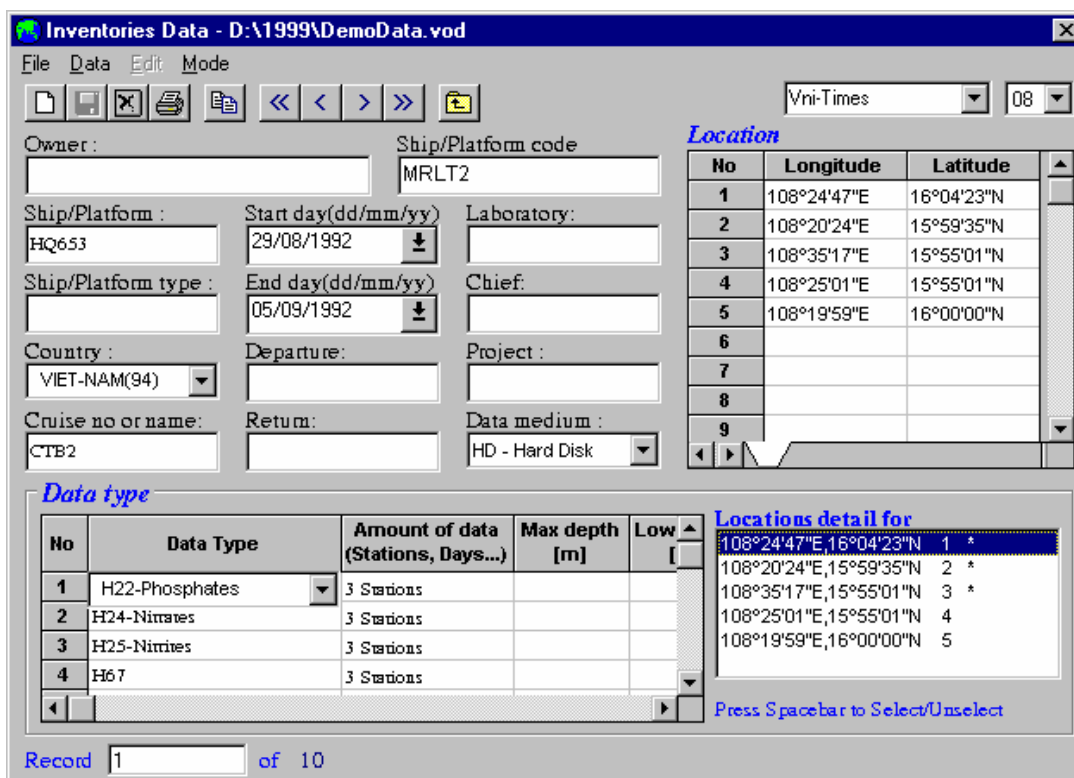 Inventories Data - D:\1999\DemoData.vod
File Data Edit Mode
Vni-Times 08
Owner :
Ship/Platform code
MRLT2
Ship/Platform :
HQ653
Start day(dd/mm/yy)
29/08/1992
Laboratory:
Ship/Platform type :
End day(dd/mm/yy)
05/09/1992
Chief:
Country :
VIET-NAM(94)
Departure:
Project :
Cruise no or name:
CTB2
Return:
Data medium :
HD - Hard Disk
Location
No Longitude Latitude
1 108°24'47"E 16°04'23"N
2 108°20'24"E 15°59'35"N
3 108°35'17"E 15°55'01"N
4 108°25'01"E 15°55'01"N
5 108°19'59"E 16°00'00"N
6
7
8
9
Data type
No Data Type Amount of data (Stations, Days...) Max depth [m] Low [
1 H22-Phosphates 3 Stations
2 H24-Nitrates 3 Stations
3 H25-Nitrites 3 Stations
4 H67 3 Stations
Locations detail for
108°24'47"E,16°04'23"N 1 *
108°20'24"E,15°59'35"N 2 *
108°35'17"E,15°55'01"N 3 *
108°25'01"E,15°55'01"N 4
108°19'59"E,16°00'00"N 5
Press Spacebar to Select/Unselect
Record 1 of 10